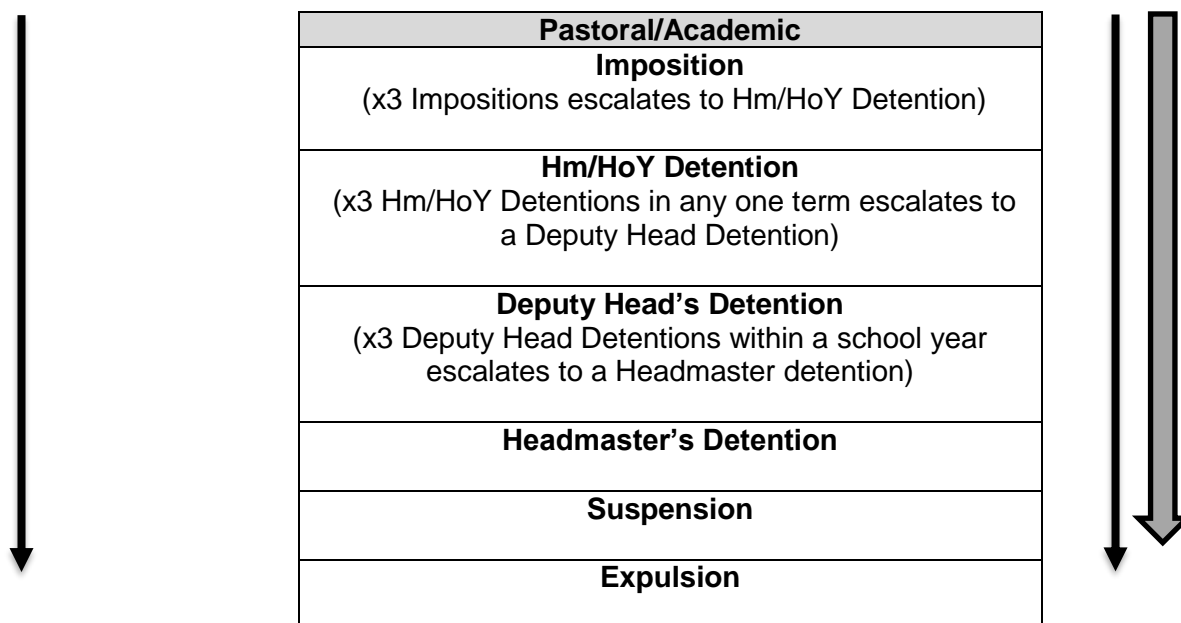 Pastoral/Academic
Imposition
(x3 Impositions escalates to Hm/HoY Detention)
Hm/HoY Detention
(x3 Hm/HoY Detentions in any one term escalates to
a Deputy Head Detention)
Deputy Head's Detention
(x3 Deputy Head Detentions within a school year
escalates to a Headmaster detention)
Headmaster's Detention
Suspension
Expulsion